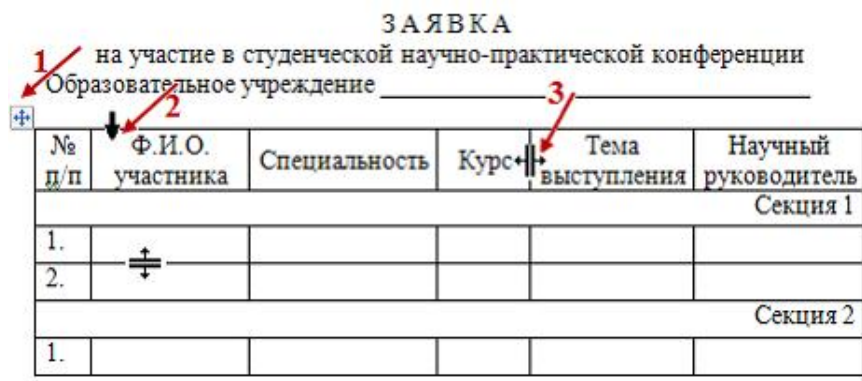 ЗАЯВКА
1 на участие в студенческой научно-практической конференции
Образовательное учреждение ____________________
2 3
№ п/п Ф.И.О. участника Специальность Курс Тема выступления Научный руководитель
Секция 1
1.
2.
Секция 2
1.